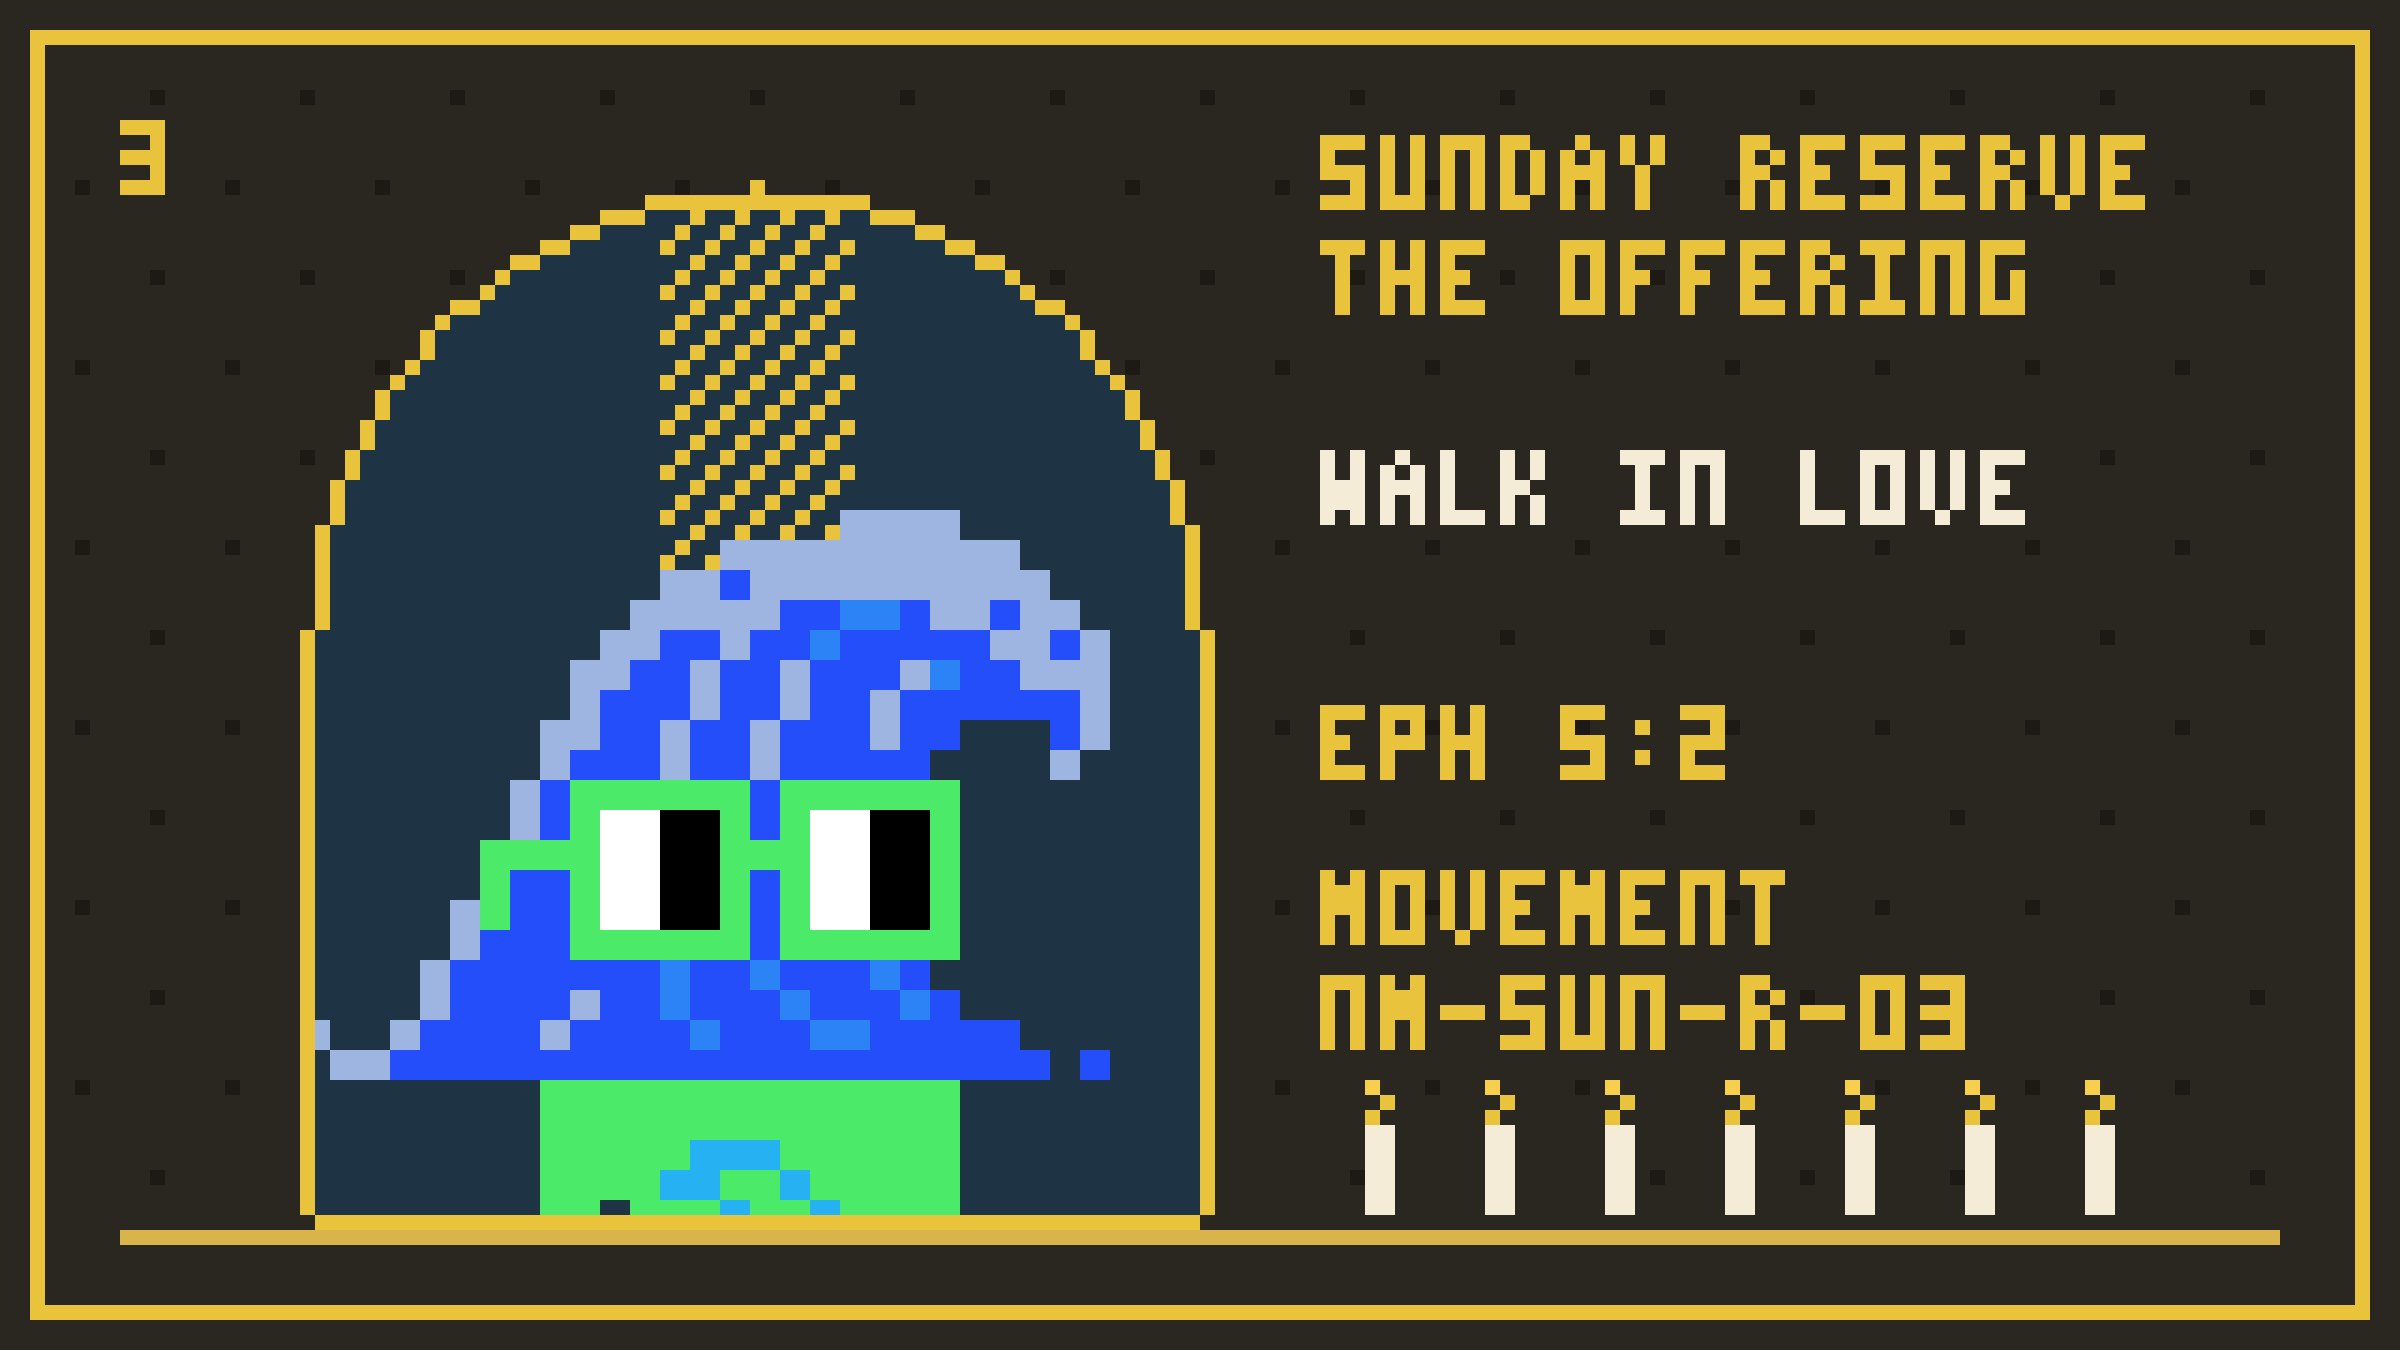 3
SUNDAY RESERVE
THE OFFERING
WALK IN LOVE
EPH 5:2
MOVEMENT
NM-SUN-R-03